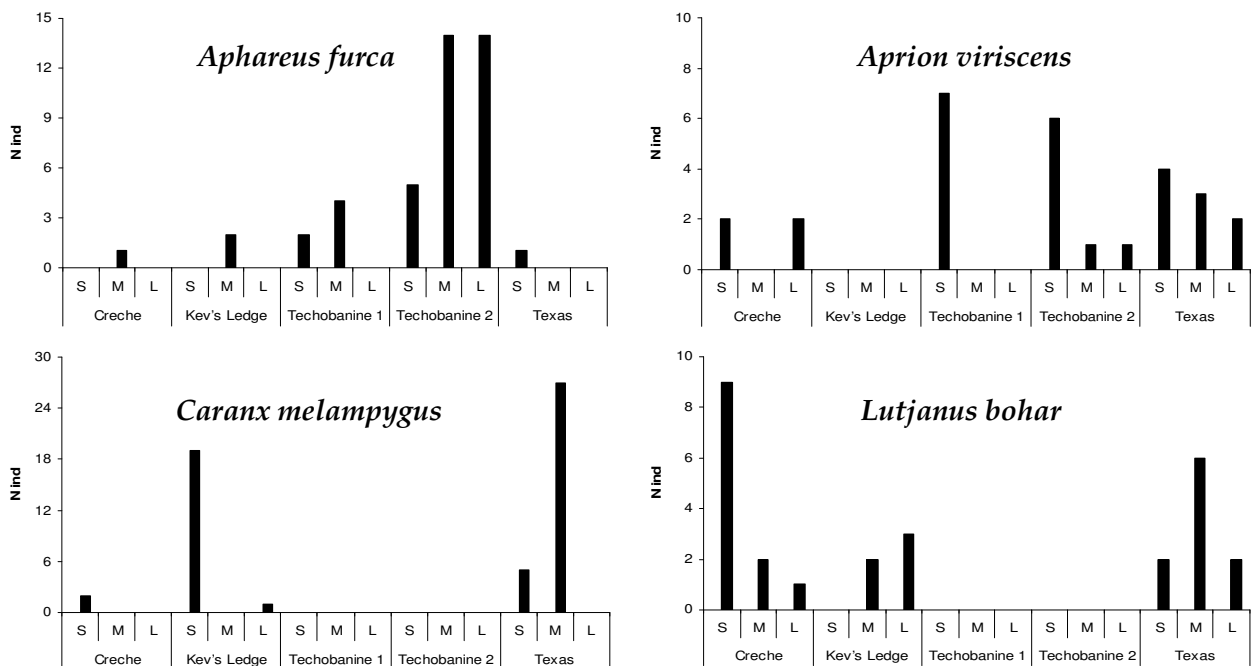 Aphareus furca
N ind
15
12
9
6
3
0
S M L S M L S M L S M L S M L
Creche Kev's Ledge Techobanine 1 Techobanine 2 Texas
Aprion viriscens
N ind
10
8
6
4
2
0
S M L S M L S M L S M L S M L
Creche Kev's Ledge Techobanine 1 Techobanine 2 Texas
Caranx melampygus
N ind
30
24
18
12
6
0
S M L S M L S M L S M L S M L
Creche Kev's Ledge Techobanine 1 Techobanine 2 Texas
Lutjanus bohar
N ind
10
8
6
4
2
0
S M L S M L S M L S M L S M L
Creche Kev's Ledge Techobanine 1 Techobanine 2 Texas